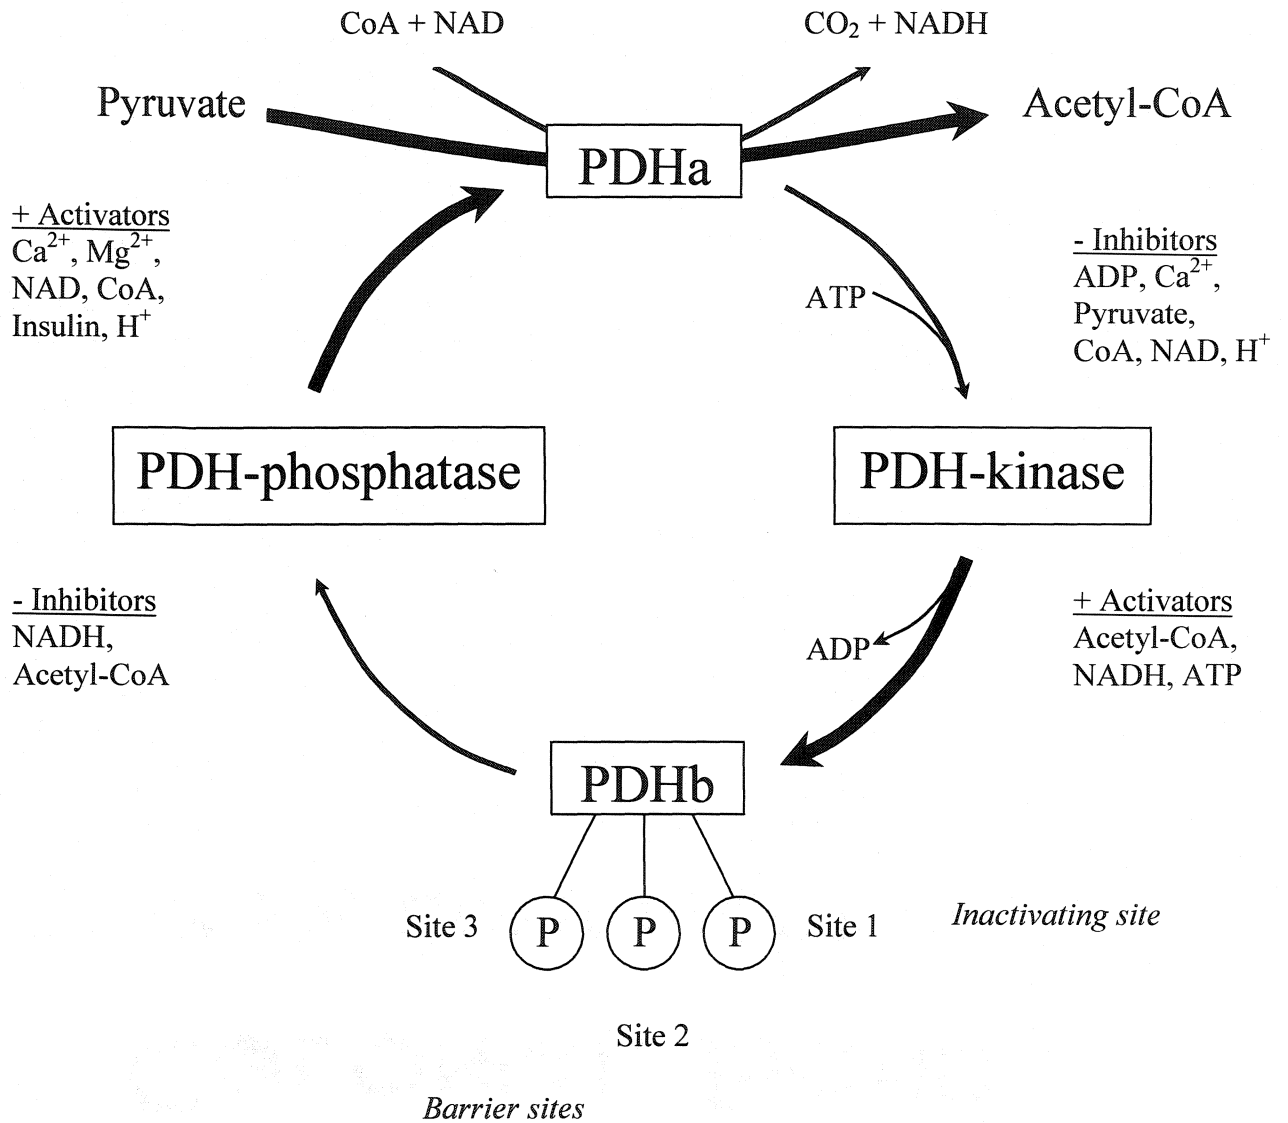 CoA + NAD
CO₂ + NADH
Pyruvate
Acetyl-CoA
PDHa
+ Activators
Ca²⁺, Mg²⁺,
NAD, CoA,
Insulin, H⁺
- Inhibitors
ADP, Ca²⁺,
Pyruvate,
CoA, NAD, H⁺
ATP
PDH-phosphatase
PDH-kinase
- Inhibitors
NADH,
Acetyl-CoA
+ Activators
Acetyl-CoA,
NADH, ATP
ADP
PDHb
Site 3
P
P
P
Site 1
Inactivating site
Site 2
Barrier sites